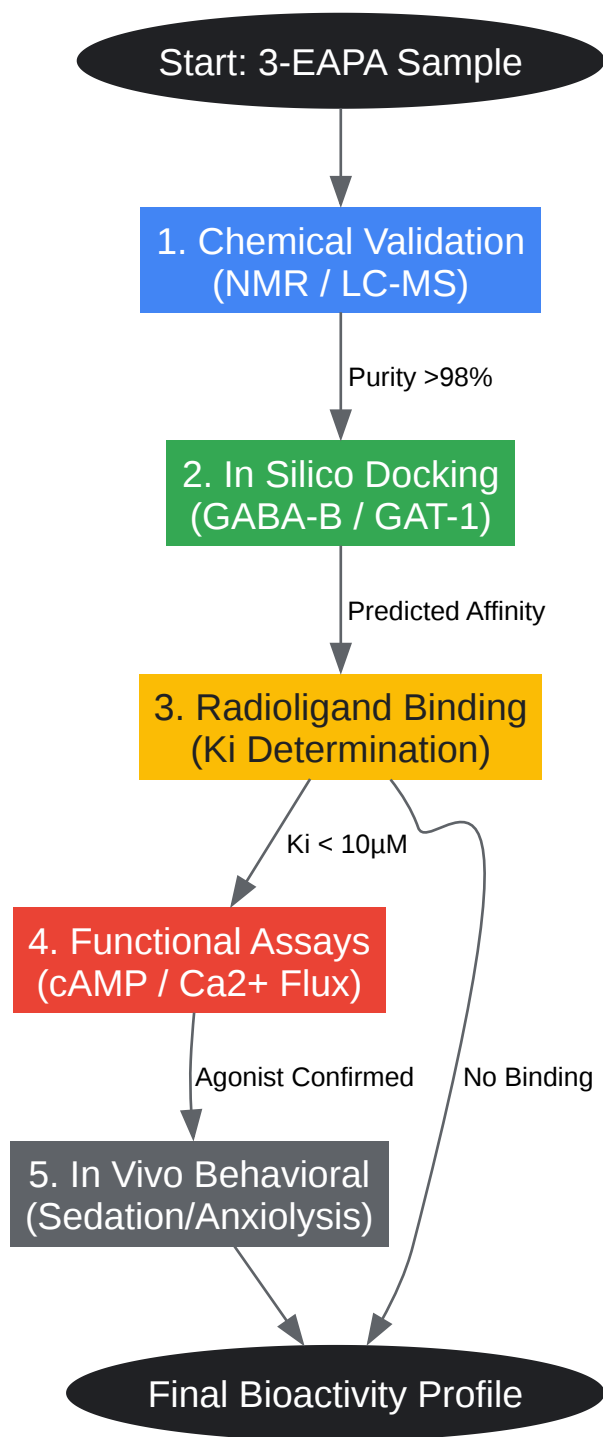 Start: 3-EAPA Sample
1. Chemical Validation
(NMR / LC-MS)
Purity >98%
2. In Silico Docking
(GABA-B / GAT-1)
Predicted Affinity
3. Radioligand Binding
(Ki Determination)
Ki < 10µM
4. Functional Assays
(cAMP / Ca2+ Flux)
Agonist Confirmed
No Binding
5. In Vivo Behavioral
(Sedation/Anxiolysis)
Final Bioactivity Profile